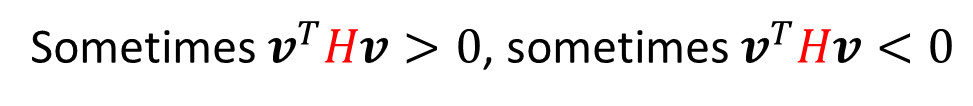 Sometimes 𝒗ᵀ𝐻𝒗 > 0, sometimes 𝒗ᵀ𝐻𝒗 < 0